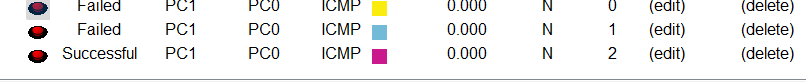 Failed PC1 PC0 ICMP 0.000 N 0 (edit) (delete)
Failed PC1 PC0 ICMP 0.000 N 1 (edit) (delete)
Successful PC1 PC0 ICMP 0.000 N 2 (edit) (delete)